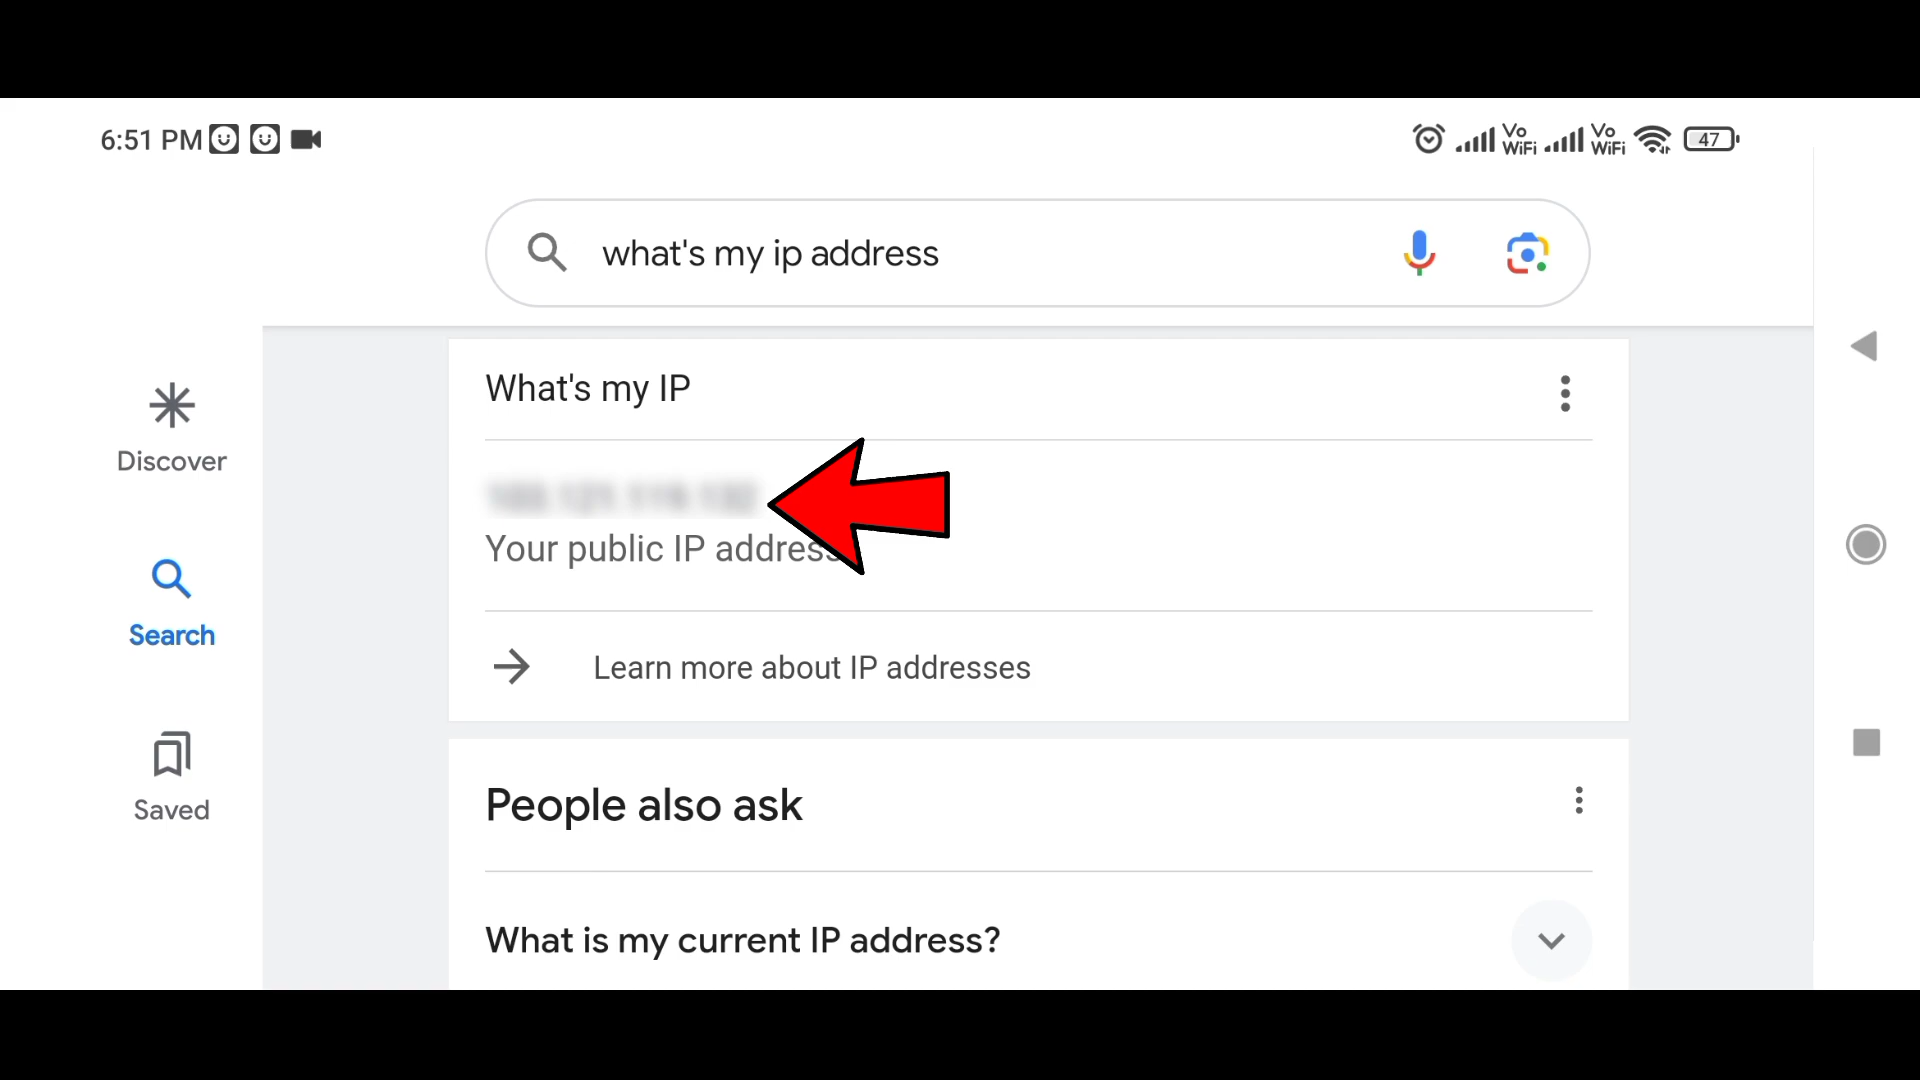 6:51 PM
Vo WiFi
Vo WiFi
47
what's my ip address
What's my IP
Your public IP address
Learn more about IP addresses
Discover
Search
Saved
People also ask
What is my current IP address?